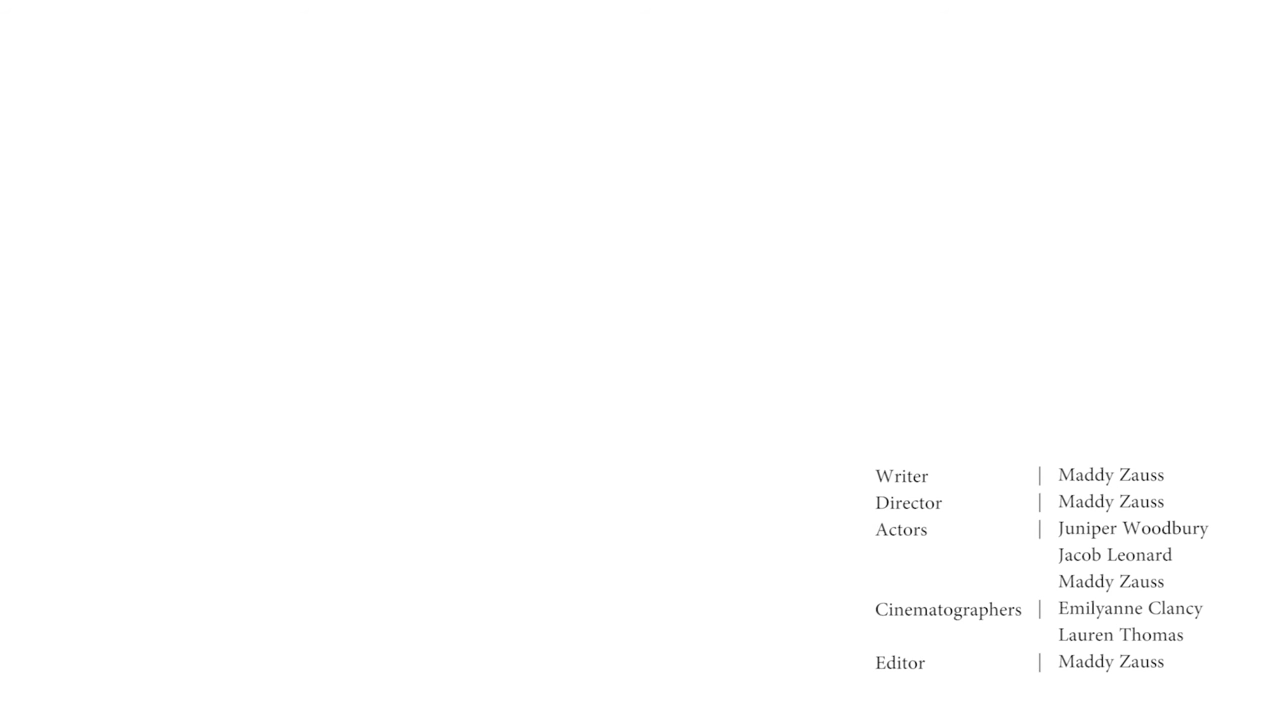 Writer | Maddy Zauss
Director | Maddy Zauss
Actors | Juniper Woodbury
Jacob Leonard
Maddy Zauss
Cinematographers | Emilyanne Clancy
Lauren Thomas
Editor | Maddy Zauss